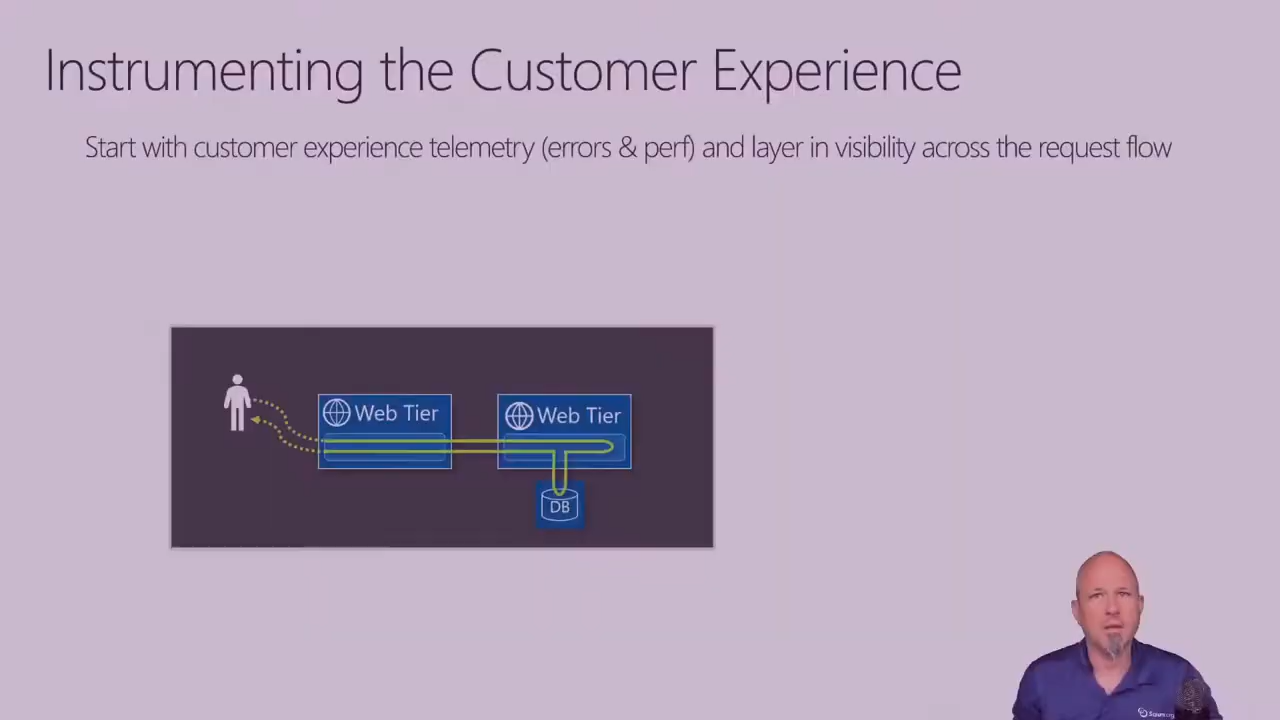 Instrumenting the Customer Experience
Start with customer experience telemetry (errors & perf) and layer in visibility across the request flow
Web Tier
Web Tier
DB